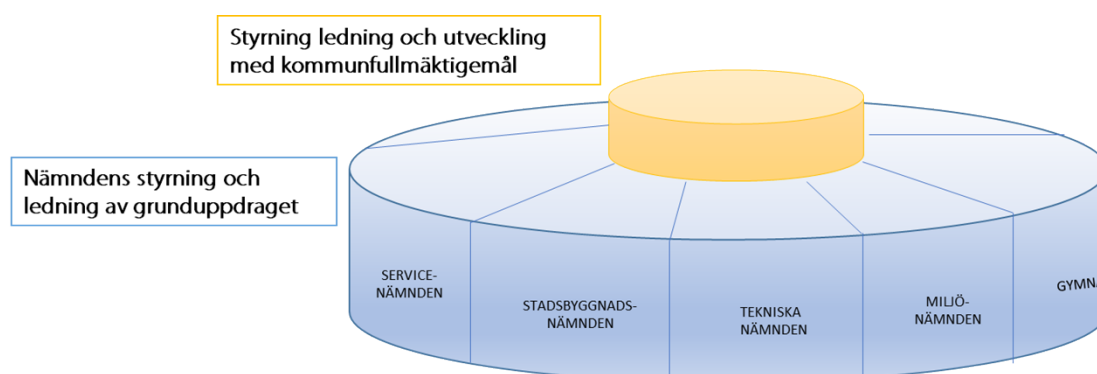 Styrning ledning och utveckling
med kommunfullmäktigemål
Nämndens styrning och
ledning av grunduppdraget
SERVICE-
NÄMNDEN
STADSBYGGNADS-
NÄMNDEN
TEKNISKA
NÄMNDEN
MILJÖ-
NÄMNDEN